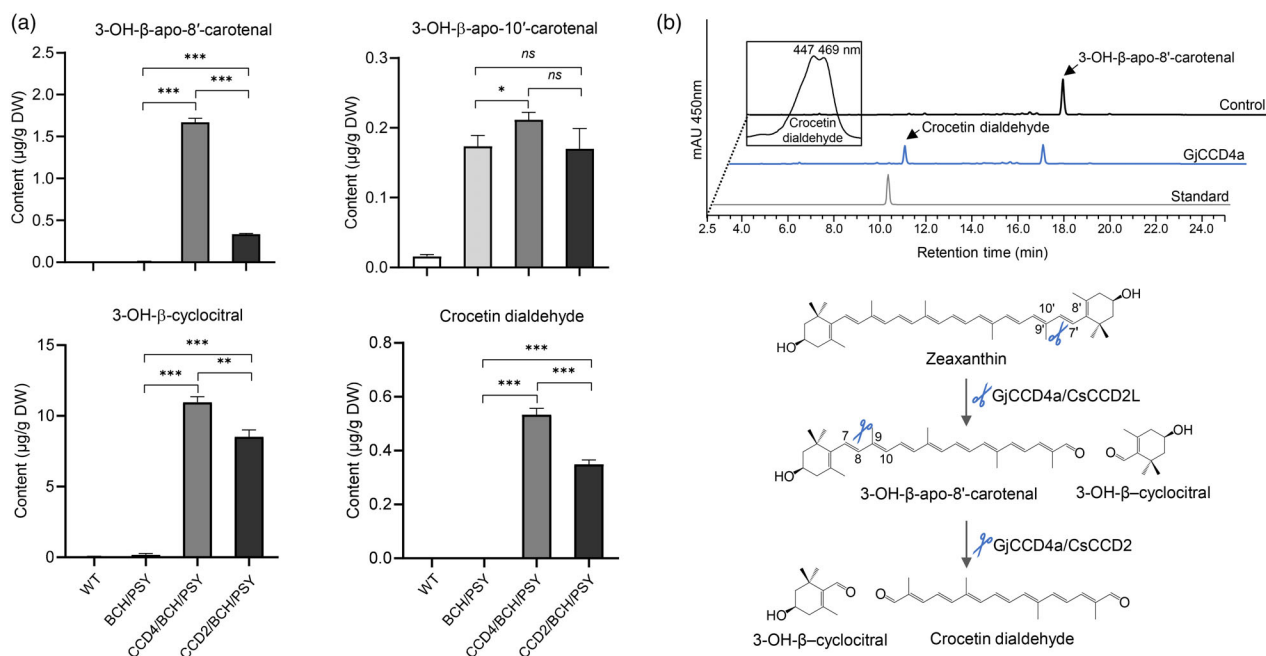 (a)
3-OH-β-apo-8′-carotenal
Content (µg/g DW)
2.5
2.0
1.5
1.0
0.5
0.0
***
***
***
3-OH-β-apo-10′-carotenal
Content (µg/g DW)
0.3
0.2
0.1
0.0
ns
ns
*
3-OH-β-cyclocitral
Content (µg/g DW)
15
10
5
0
***
**
***
WT
BCH/PSY
CCD4/BCH/PSY
CCD2/BCH/PSY
Crocetin dialdehyde
Content (µg/g DW)
0.8
0.6
0.4
0.2
0.0
***
***
***
WT
BCH/PSY
CCD4/BCH/PSY
CCD2/BCH/PSY
(b)
mAU 450nm
447 469 nm
Crocetin
dialdehyde
3-OH-β-apo-8'-carotenal
Control
Crocetin dialdehyde
GjCCD4a
Standard
2.5 4.0 6.0 8.0 10.0 12.0 14.0 16.0 18.0 20.0 22.0 24.0
Retention time (min)
HO
10'
9'
8'
7'
OH
Zeaxanthin
GjCCD4a/CsCCD2L
HO
7
8
9
10
O
3-OH-β-apo-8'-carotenal
O
OH
3-OH-β–cyclocitral
GjCCD4a/CsCCD2
HO
O
3-OH-β–cyclocitral
O
O
Crocetin dialdehyde